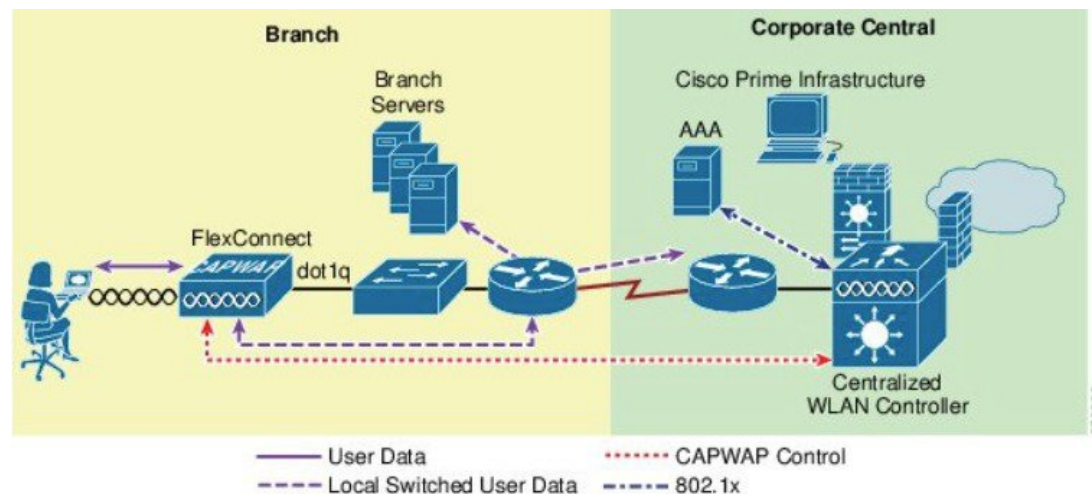 Branch
Corporate Central
Branch
Servers
Cisco Prime Infrastructure
AAA
FlexConnect
CAPWAP
dot1q
Centralized
WLAN Controller
User Data
CAPWAP Control
Local Switched User Data
802.1x